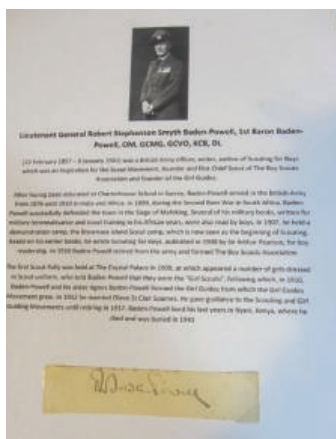 Lieutenant General Robert Stephenson Smyth Baden-Powell, 1st Baron Baden-
Powell, OM, GCMG, GCVO, KCB, DL
(22 February 1857 – 8 January 1941) was a British Army officer, writer, author of Scouting for Boys
which was an inspiration for the Scout Movement, founder and first Chief Scout of The Boy Scouts
Association and founder of the Girl Guides.
After having been educated at Charterhouse School in Surrey, Baden-Powell served in the British Army
from 1876 until 1910 in India and Africa. In 1899, during the Second Boer War in South Africa, Baden-
Powell successfully defended the town in the Siege of Mafeking. Several of his military books, written for
military reconnaissance and scout training in his African years, were also read by boys. In 1907, he held a
demonstration camp, the Brownsea Island Scout camp, which is now seen as the beginning of Scouting.
Based on his earlier books, he wrote Scouting for Boys, published in 1908 by Sir Arthur Pearson, for boy
readership. In 1910 Baden-Powell retired from the army and formed The Boy Scouts Association.
The first Scout Rally was held at The Crystal Palace in 1909, at which appeared a number of girls dressed
in Scout uniform, who told Baden-Powell that they were the "Girl Scouts", following which, in 1910,
Baden-Powell and his sister Agnes Baden-Powell formed the Girl Guides from which the Girl Guides
Movement grew. In 1912 he married Olave St Clair Soames. He gave guidance to the Scouting and Girl
Guiding Movements until retiring in 1937. Baden-Powell lived his last years in Nyeri, Kenya, where he
died and was buried in 1941